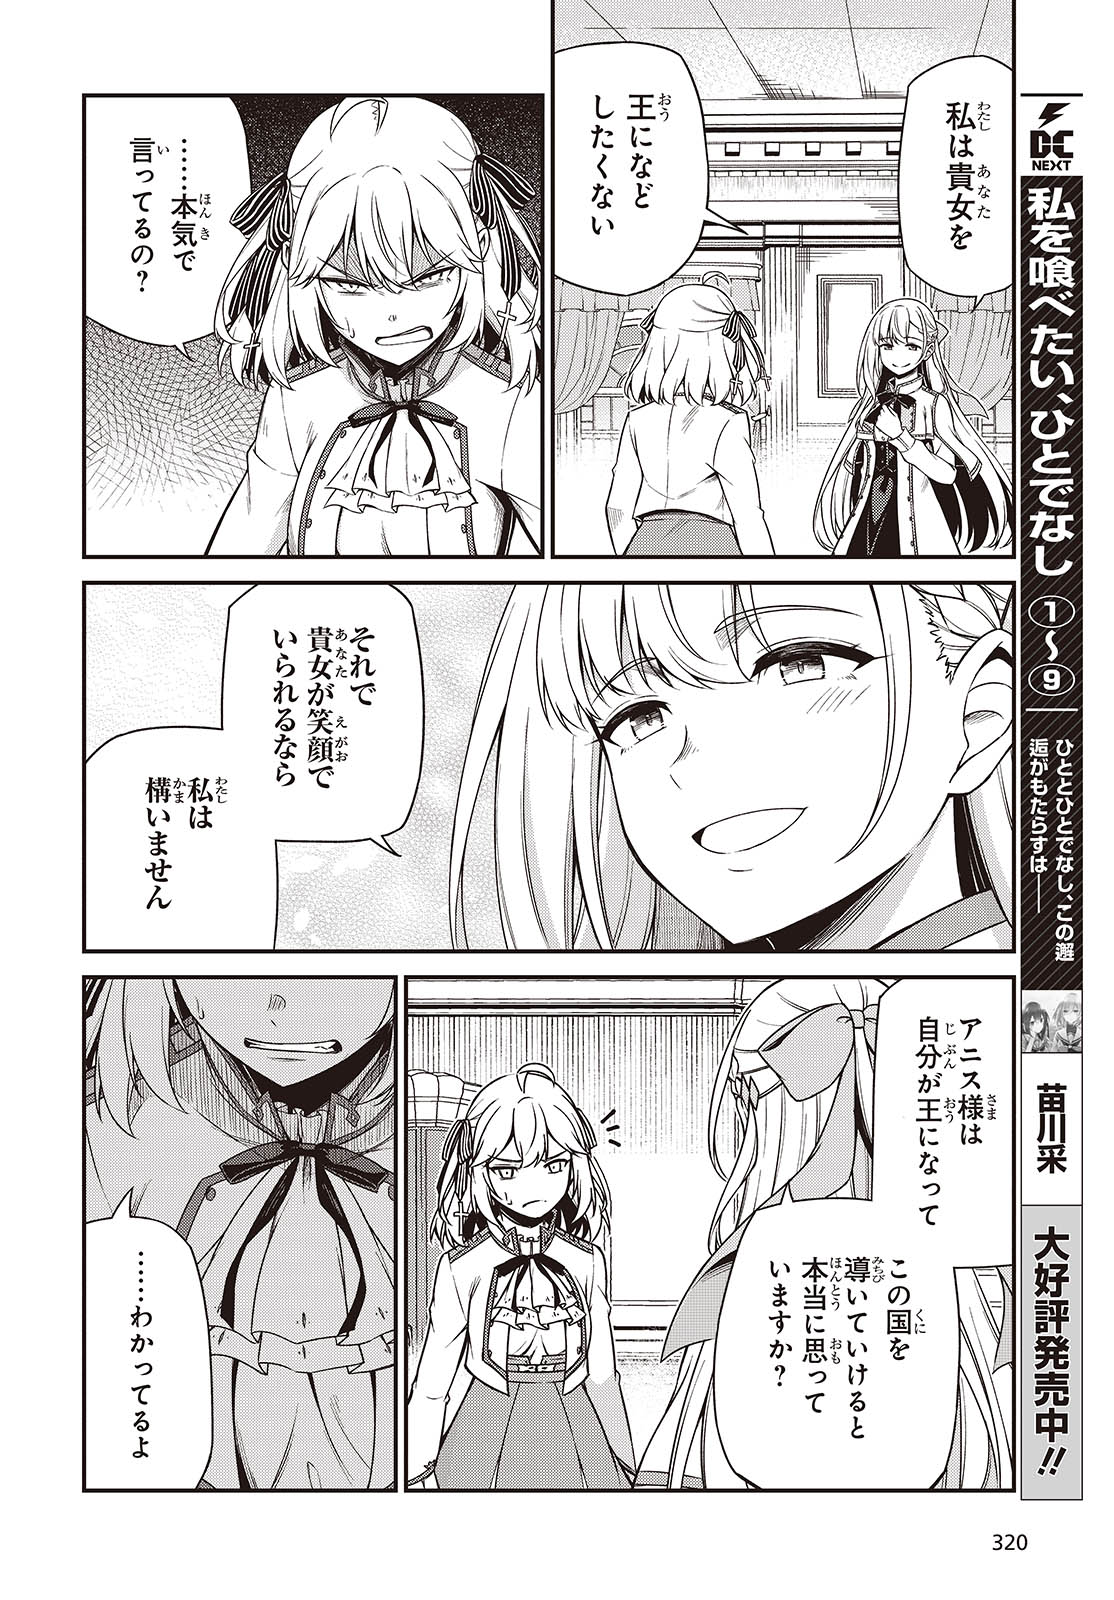 私は貴女を
王になど
したくない
……本気で
言ってるの？
それで
貴女が笑顔で
いられるなら
私は
構いません
アニス様は
自分が王になって
この国を
導いていけると
本当に思って
いますか？
……わかってるよ
DC
NEXT
私を喰べたい、ひとでなし ①〜⑨
ひととひとでなし、この邂
逅がもたらすは――
苗川采
大好評発売中!!
320